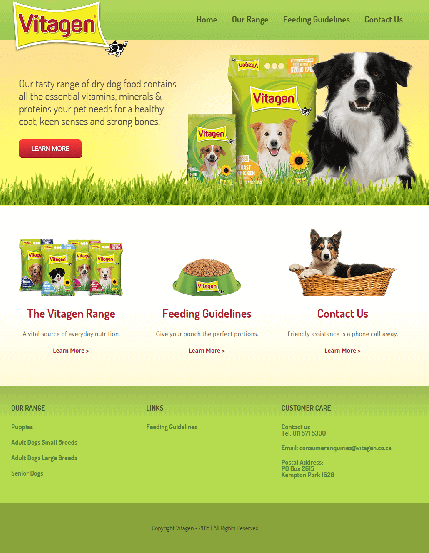 Vitagen
Home Our Range Feeding Guidelines Contact Us
Our tasty range of dry dog food contains
all the essential vitamins, minerals &
proteins your pet needs for a healthy
coat, keen senses and strong bones.
LEARN MORE
Vitagen
Vitagen
The Vitagen Range
A vital source of everyday nutrition.
Learn More >
Vitagen
Feeding Guidelines
Give your pooch the perfect portions.
Learn More >
Contact Us
Friendly assistance is a phone call away.
Learn More >
OUR RANGE
Puppies
Adult Dogs Small Breeds
Adult Dogs Large Breeds
Senior Dogs
LINKS
Feeding Guidelines
CUSTOMER CARE
Contact us
Tel: 011 571 5300
Email: consumerenquiries@vitagen.co.za
Postal Address:
PO Box 2615
Kempton Park 1620
Copyright Vitagen - | All Rights Reserved